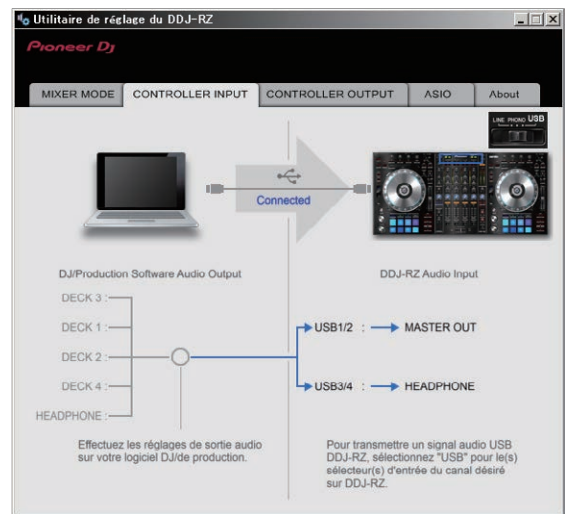 Utilitaire de réglage du DDJ-RZ
Pioneer Dj
MIXER MODE
CONTROLLER INPUT
CONTROLLER OUTPUT
ASIO
About
LINE PHONO USB
Connected
DJ/Production Software Audio Output
DDJ-RZ Audio Input
DECK 3 :
DECK 1 :
DECK 2 :
DECK 4 :
HEADPHONE :
USB1/2 : MASTER OUT
USB3/4 : HEADPHONE
Effectuez les réglages de sortie audio
sur votre logiciel DJ/de production.
Pour transmettre un signal audio USB
DDJ-RZ, sélectionnez "USB" pour le(s)
sélecteur(s) d'entrée du canal désiré
sur DDJ-RZ.